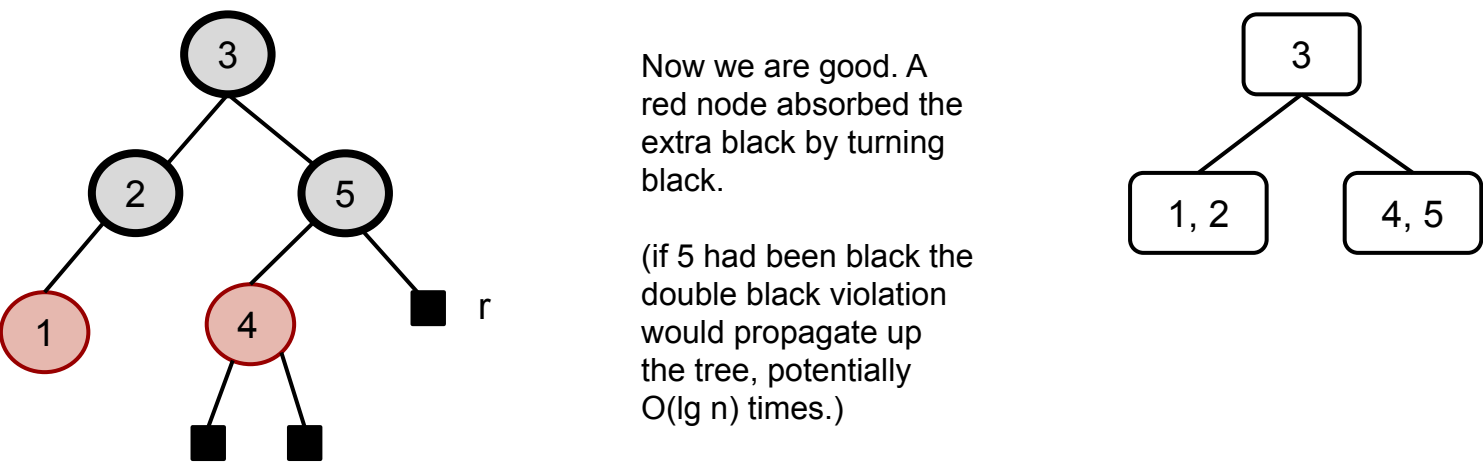 3
2
5
1
4
r
Now we are good. A
red node absorbed the
extra black by turning
black.
(if 5 had been black the
double black violation
would propagate up
the tree, potentially
O(lg n) times.)
3
1, 2
4, 5